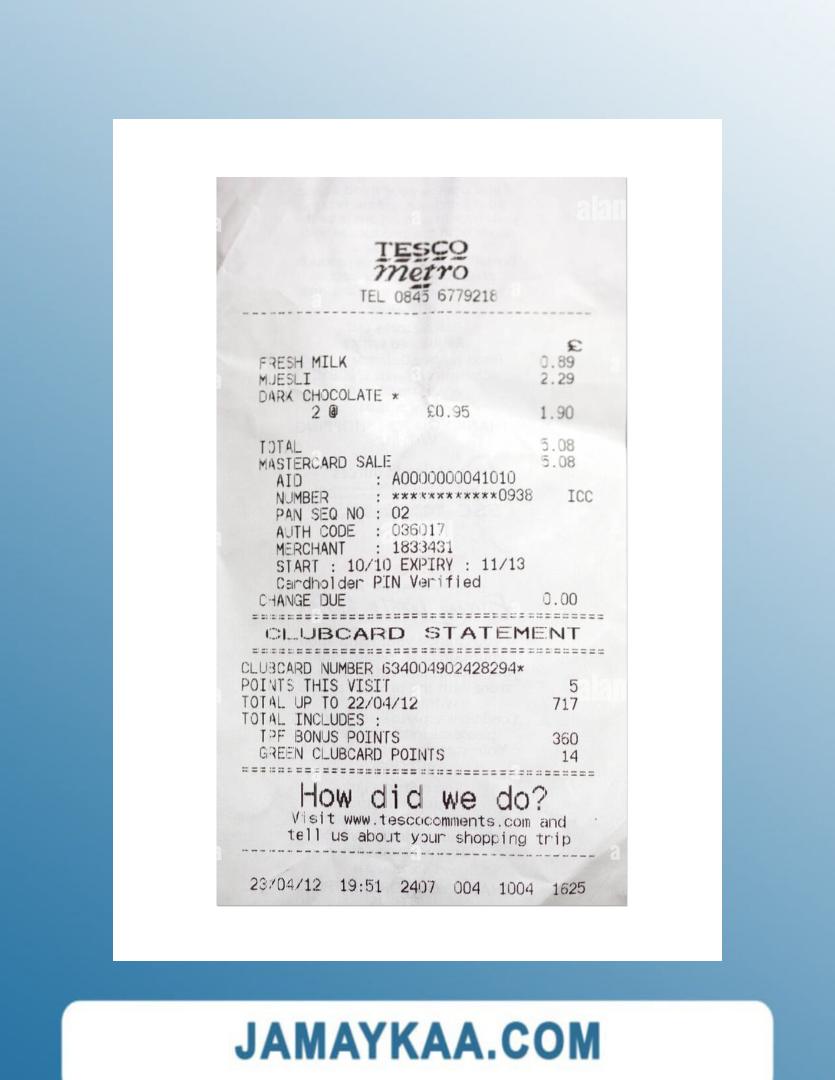 TESCO
metro
TEL 0845 6779218
£
FRESH MILK 0.89
MUESLI 2.29
DARK CHOCOLATE *
2 @ £0.95 1.90
TOTAL 5.08
MASTERCARD SALE 5.08
AID : A0000000041010
NUMBER : ************0938 ICC
PAN SEQ NO : 02
AUTH CODE : 036017
MERCHANT : 1833431
START : 10/10 EXPIRY : 11/13
Cardholder PIN Verified
CHANGE DUE 0.00
CLUBCARD STATEMENT
CLUBCARD NUMBER 634004902428294*
POINTS THIS VISIT 5
TOTAL UP TO 22/04/12 717
TOTAL INCLUDES :
TPF BONUS POINTS 360
GREEN CLUBCARD POINTS 14
How did we do?
Visit www.tescocomments.com and
tell us about your shopping trip
23/04/12 19:51 2407 004 1004 1625
JAMAYKAA.COM